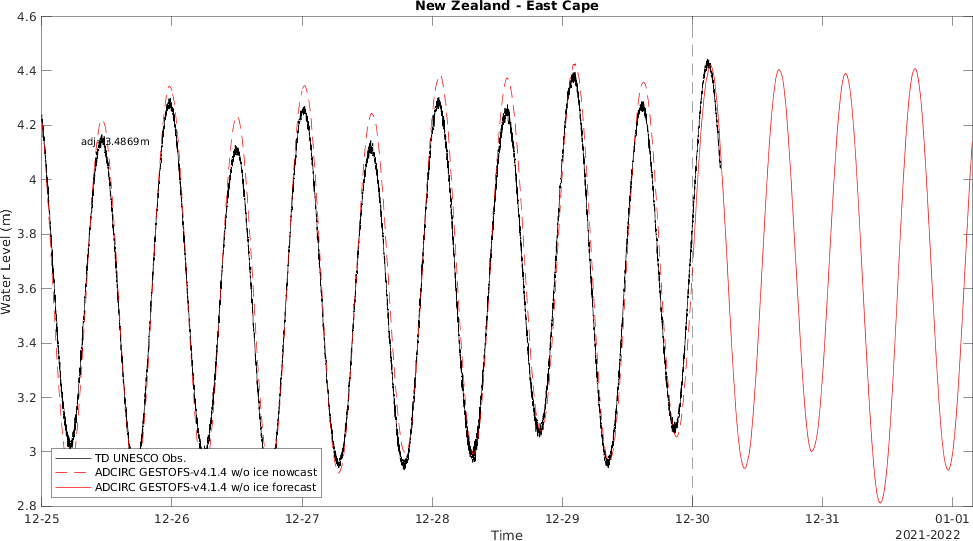 New Zealand - East Cape
4.6
4.4
4.2
4
3.8
3.6
3.4
3.2
3
2.8
Water Level (m)
adj 3.4869m
TD UNESCO Obs.
ADCIRC GESTOFS-v4.1.4 w/o ice nowcast
ADCIRC GESTOFS-v4.1.4 w/o ice forecast
12-25
12-26
12-27
12-28
12-29
12-30
12-31
01-01
Time
2021-2022